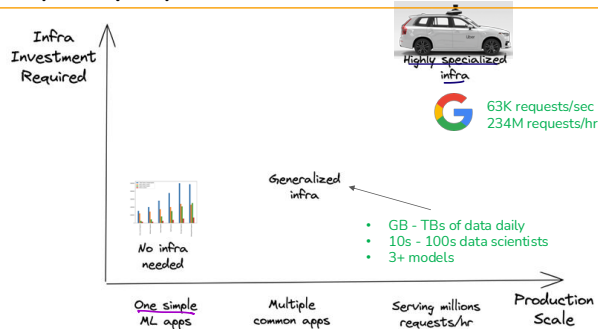 Infra
Investment
Required
Highly specialized
infra
63K requests/sec
234M requests/hr
Generalized
infra
No infra
needed
• GB - TBs of data daily
• 10s - 100s data scientists
• 3+ models
One simple
ML apps
Multiple
common apps
Serving millions
requests/hr
Production
Scale